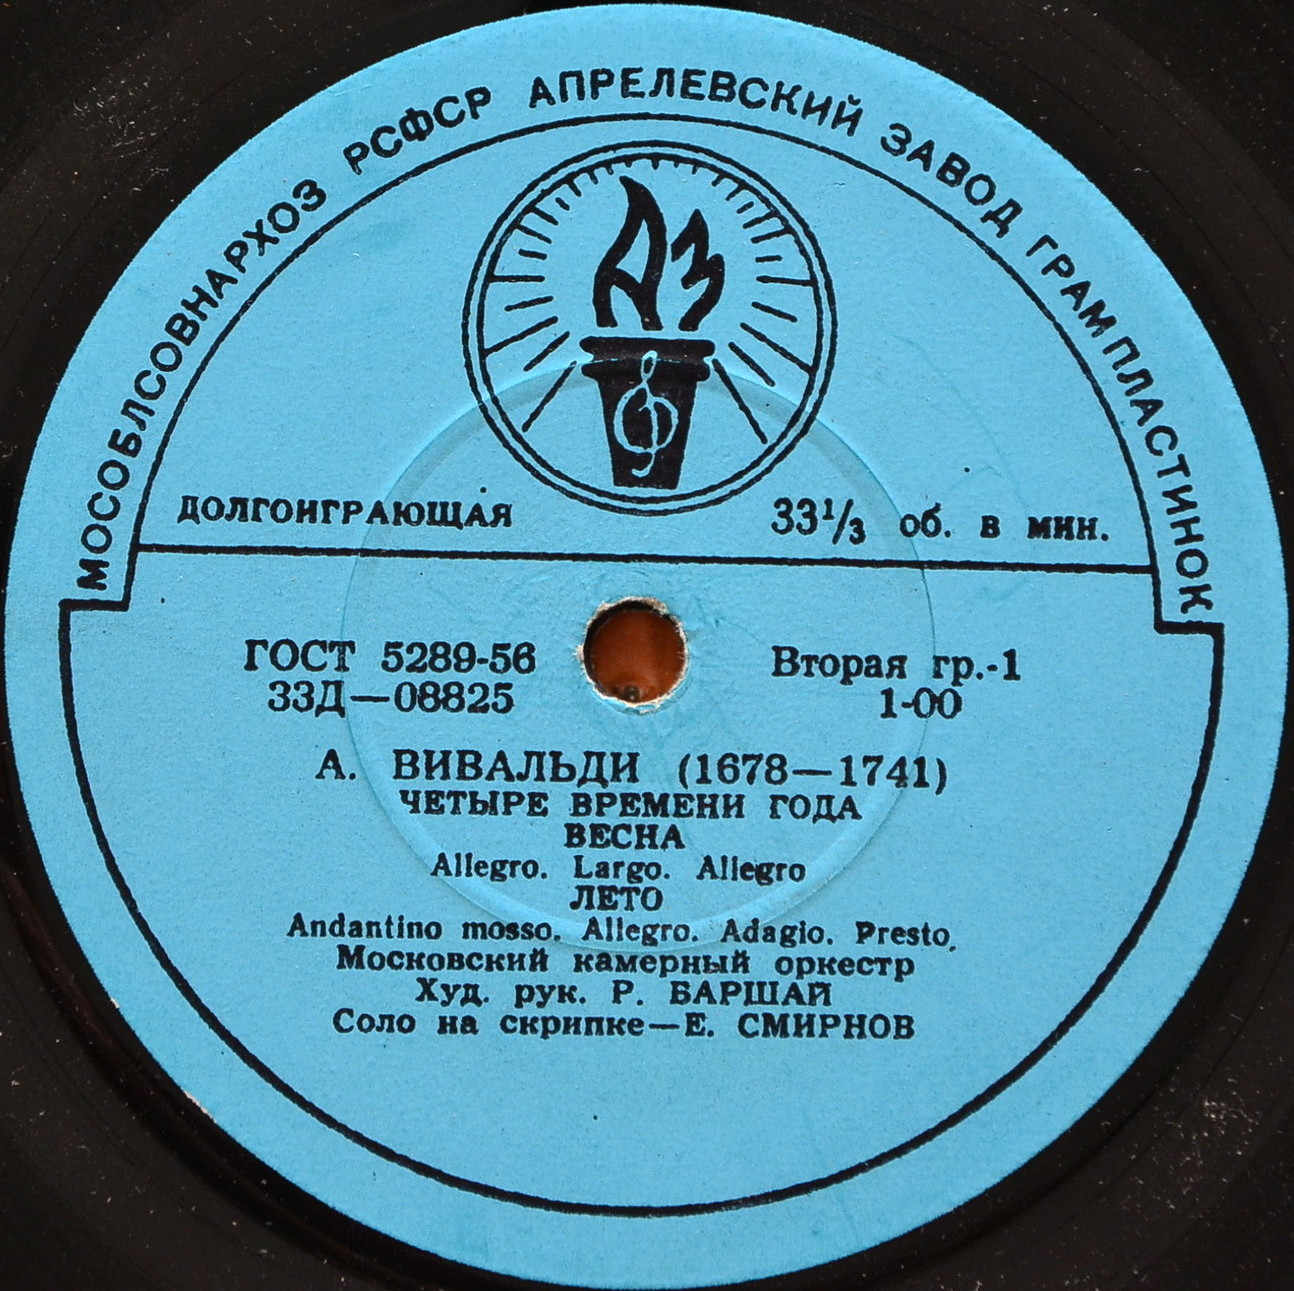 МОСОБЛСОВНАРХОЗ РСФСР АПРЕЛЕВСКИЙ ЗАВОД ГРАМПЛАСТИНОК
АЗ
ДОЛГОИГРАЮЩАЯ 33⅓ об. в мин.
ГОСТ 5289-56 Вторая гр.-1
33Д—08825 1-00
А. ВИВАЛЬДИ (1678—1741)
ЧЕТЫРЕ ВРЕМЕНИ ГОДА
ВЕСНА
Allegro. Largo. Allegro
ЛЕТО
Andantino mosso. Allegro. Adagio. Presto.
Московский камерный оркестр
Худ. рук. Р. БАРШАЙ
Соло на скрипке—Е. СМИРНОВ